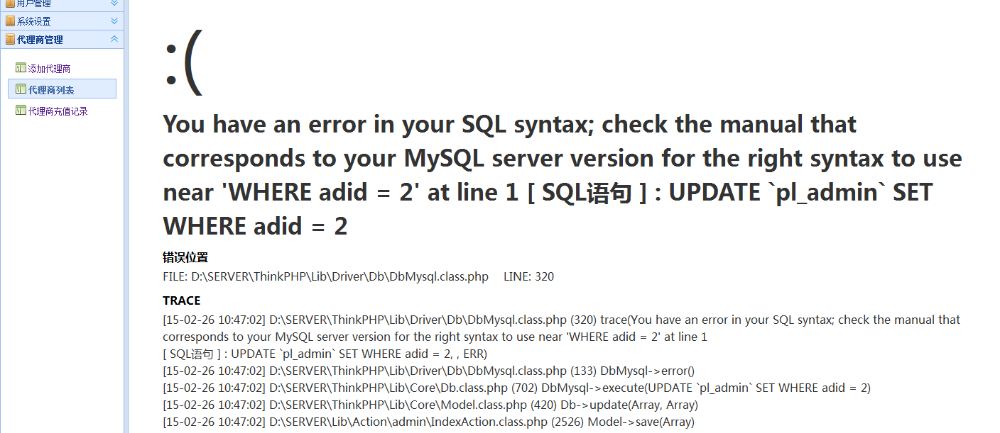 用户管理
系统设置
代理商管理
添加代理商
代理商列表
代理商充值记录
:(
You have an error in your SQL syntax; check the manual that
corresponds to your MySQL server version for the right syntax to use
near 'WHERE adid = 2' at line 1 [ SQL语句 ] : UPDATE `pl_admin` SET
WHERE adid = 2
错误位置
FILE: D:\SERVER\ThinkPHP\Lib\Driver\Db\DbMysql.class.php LINE: 320
TRACE
[15-02-26 10:47:02] D:\SERVER\ThinkPHP\Lib\Driver\Db\DbMysql.class.php (320) trace(You have an error in your SQL syntax; check the manual that
corresponds to your MySQL server version for the right syntax to use near 'WHERE adid = 2' at line 1
[ SQL语句 ] : UPDATE `pl_admin` SET WHERE adid = 2, , ERR)
[15-02-26 10:47:02] D:\SERVER\ThinkPHP\Lib\Driver\Db\DbMysql.class.php (133) DbMysql->error()
[15-02-26 10:47:02] D:\SERVER\ThinkPHP\Lib\Core\Db.class.php (702) DbMysql->execute(UPDATE `pl_admin` SET WHERE adid = 2)
[15-02-26 10:47:02] D:\SERVER\ThinkPHP\Lib\Core\Model.class.php (420) Db->update(Array, Array)
[15-02-26 10:47:02] D:\SERVER\Lib\Action\admin\IndexAction.class.php (2526) Model->save(Array)